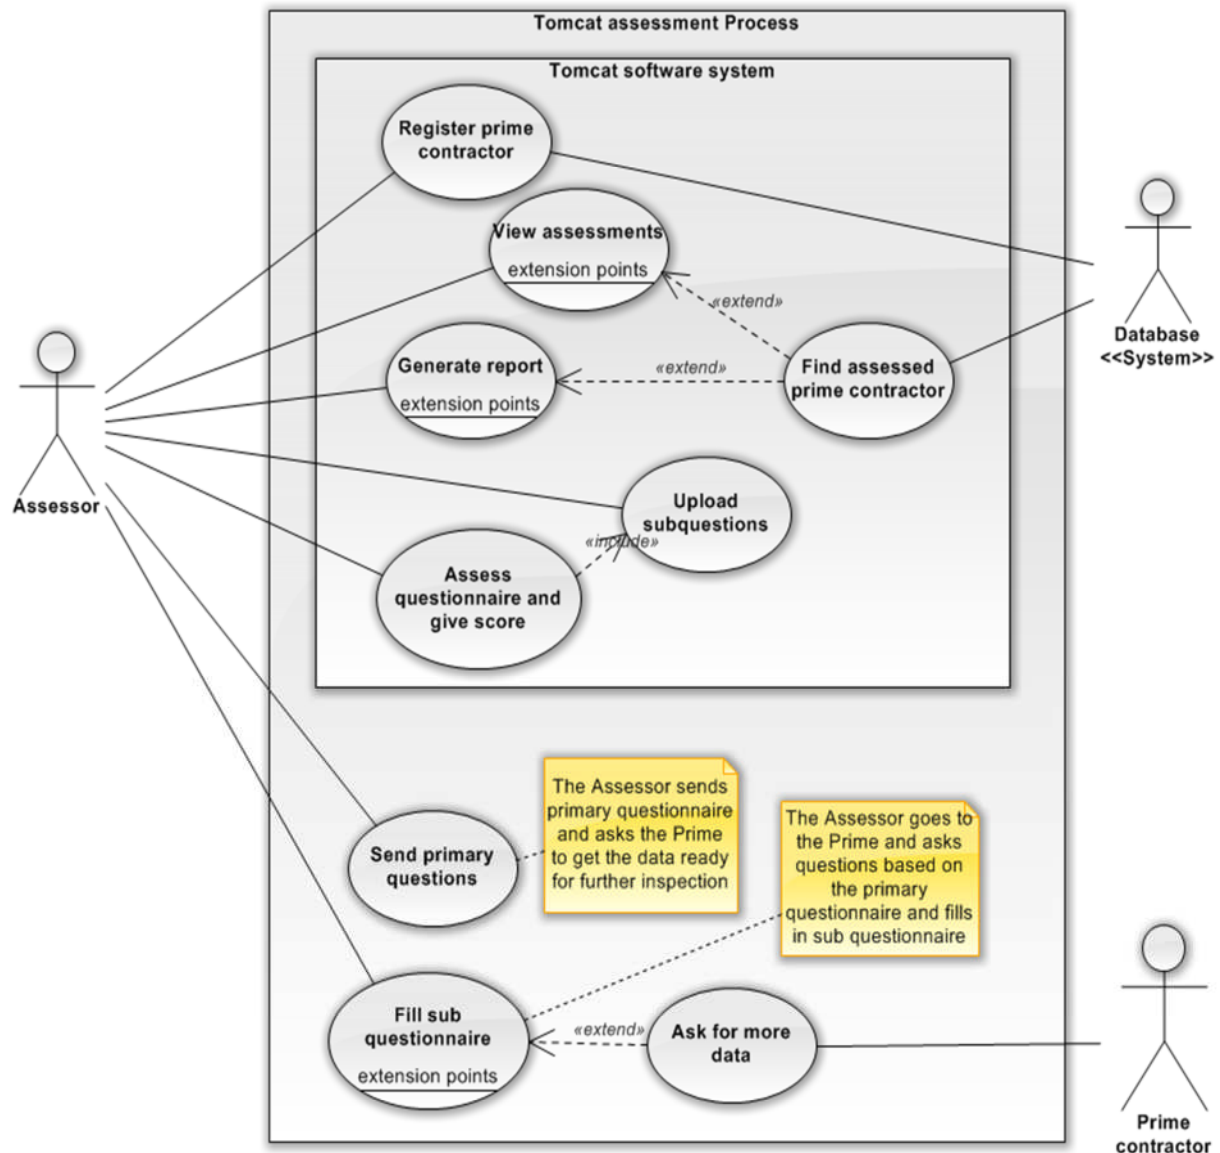 Tomcat assessment Process
Tomcat software system
Register prime
contractor
View assessments
extension points
«extend»
Database
<<System>>
Generate report
extension points
«extend»
Find assessed
prime contractor
Assessor
Upload
subquestions
«include»
Assess
questionnaire and
give score
The Assessor sends
primary questionnaire
and asks the Prime
to get the data ready
for further inspection
The Assessor goes to
the Prime and asks
questions based on
the primary
questionnaire and fills
in sub questionnaire
Send primary
questions
Fill sub
questionnaire
extension points
«extend»
Ask for more
data
Prime
contractor